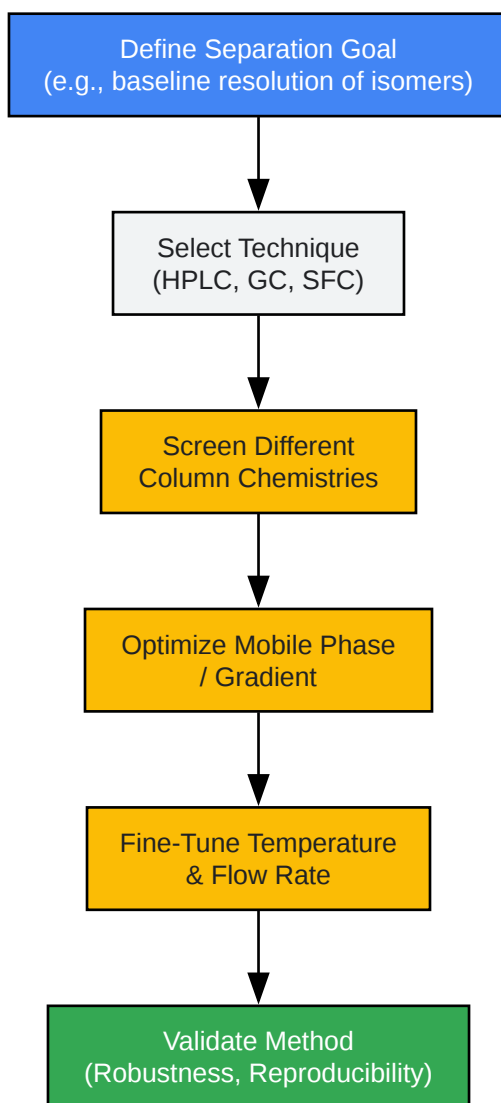 Define Separation Goal
(e.g., baseline resolution of isomers)
Select Technique
(HPLC, GC, SFC)
Screen Different
Column Chemistries
Optimize Mobile Phase
/ Gradient
Fine-Tune Temperature
& Flow Rate
Validate Method
(Robustness, Reproducibility)